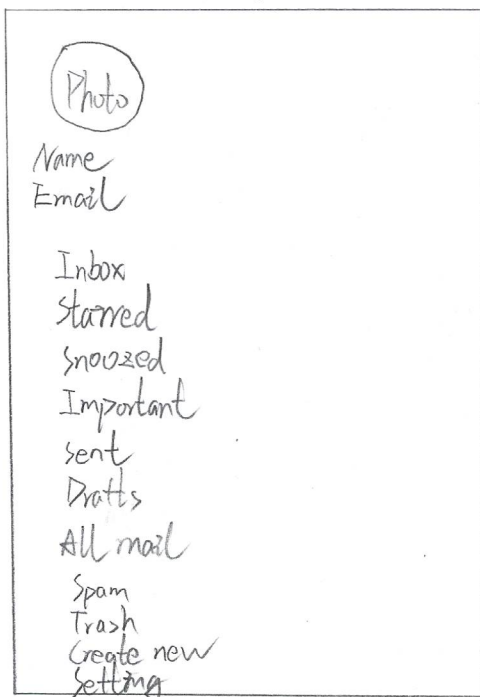 Photo
Name
Email
Inbox
Starred
Snoozed
Important
Sent
Drafts
All mail
Spam
Trash
Create new
Setting